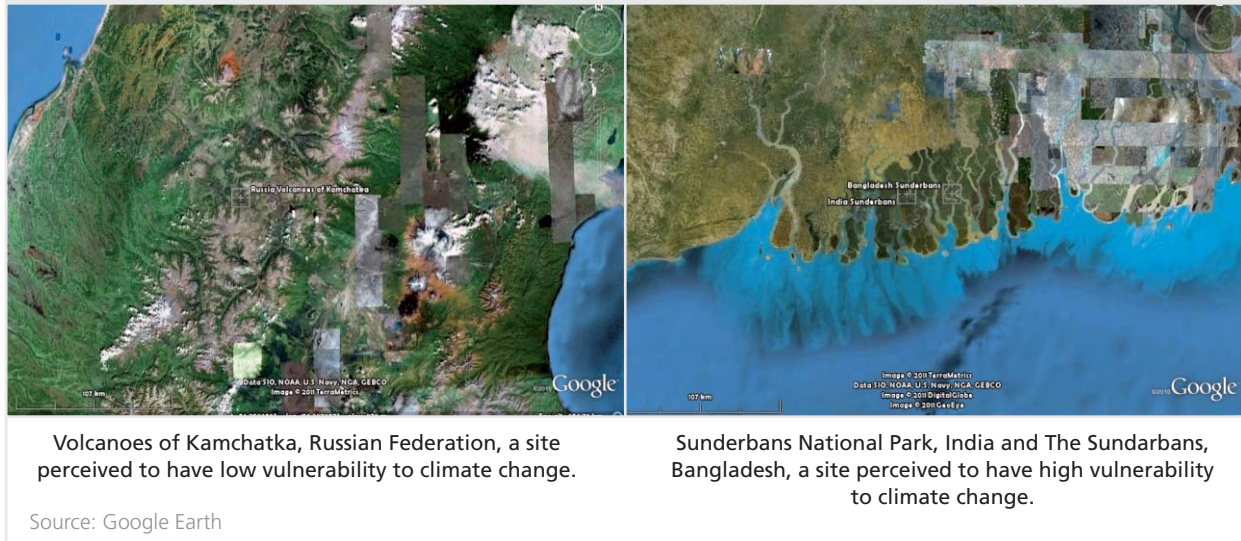 Russia Volcanoes of Kamchatka
107 km
Data SIO, NOAA, U.S. Navy, NGA, GEBCO
Image © 2011 TerraMetrics
©2010 Google
Bangladesh Sunderbans
India Sunderbans
107 km
Image © 2011 TerraMetrics
Data SIO, NOAA, U.S. Navy, NGA, GEBCO
Image © 2011 DigitalGlobe
Image © 2011 GeoEye
©2010 Google
Volcanoes of Kamchatka, Russian Federation, a site
perceived to have low vulnerability to climate change.
Sunderbans National Park, India and The Sundarbans,
Bangladesh, a site perceived to have high vulnerability
to climate change.
Source: Google Earth